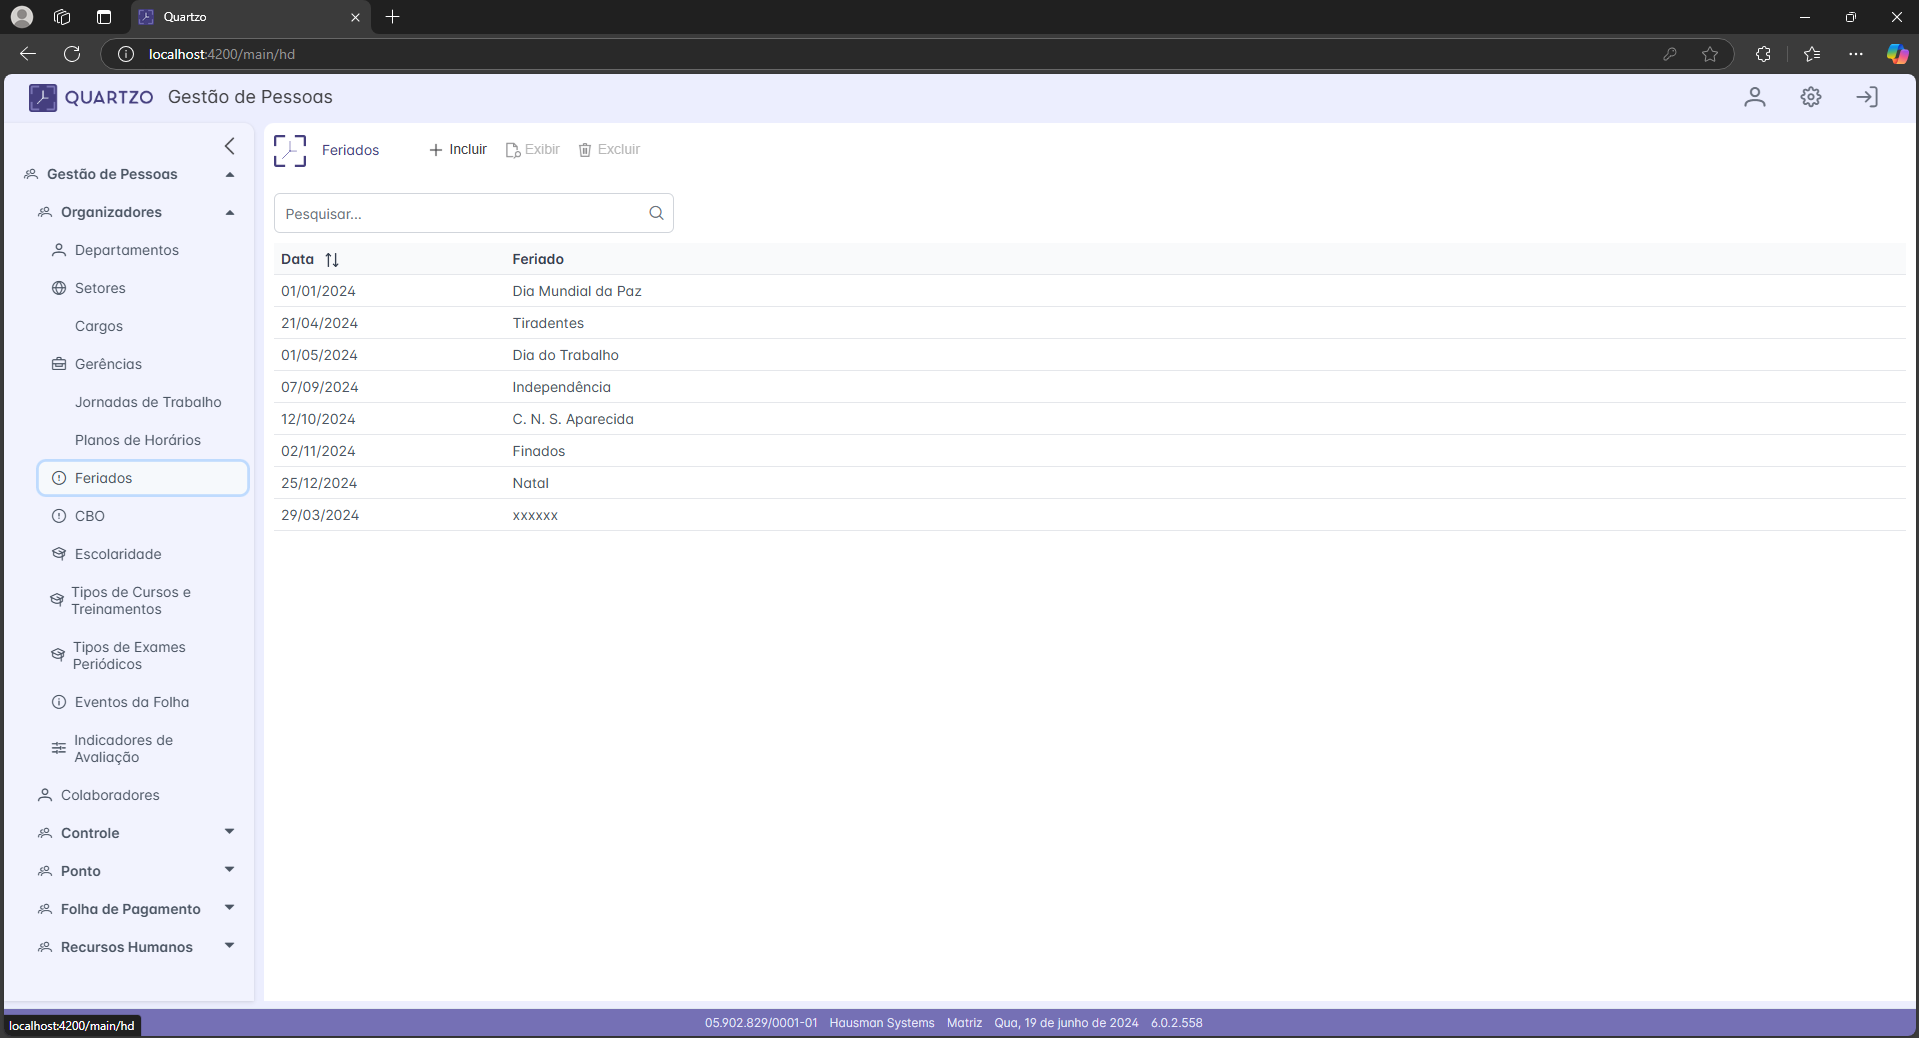 Quartzo
localhost:4200/main/hd
QUARTZO Gestão de Pessoas
Gestão de Pessoas
Organizadores
Departamentos
Setores
Cargos
Gerências
Jornadas de Trabalho
Planos de Horários
Feriados
CBO
Escolaridade
Tipos de Cursos e
Treinamentos
Tipos de Exames
Periódicos
Eventos da Folha
Indicadores de
Avaliação
Colaboradores
Controle
Ponto
Folha de Pagamento
Recursos Humanos
Feriados Incluir Exibir Excluir
Pesquisar...
Data Feriado
01/01/2024 Dia Mundial da Paz
21/04/2024 Tiradentes
01/05/2024 Dia do Trabalho
07/09/2024 Independência
12/10/2024 C. N. S. Aparecida
02/11/2024 Finados
25/12/2024 Natal
29/03/2024 xxxxxx
localhost:4200/main/hd
05.902.829/0001-01 Hausman Systems Matriz Qua, 19 de junho de 2024 6.0.2.558